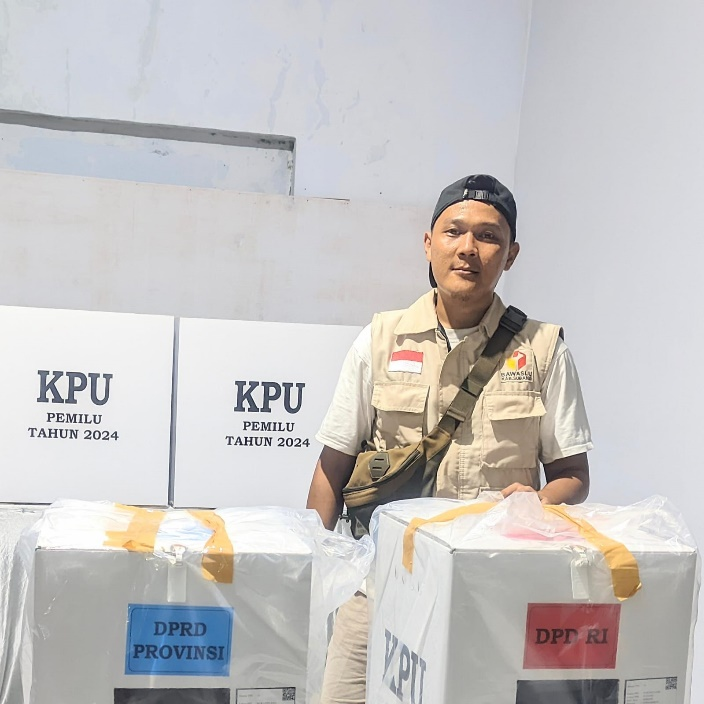 KPU
PEMILU
TAHUN 2024
KPU
PEMILU
TAHUN 2024
BAWASLU
DPRD
PROVINSI
DPD RI
KPU